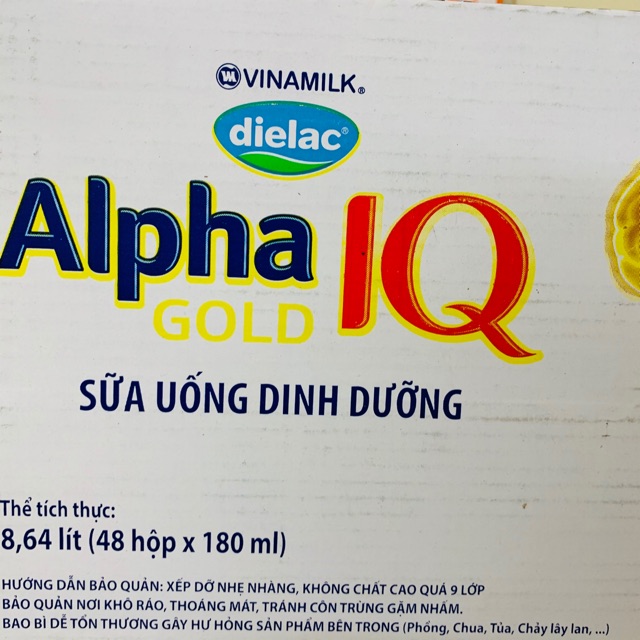 VINAMILK®
dielac®
Alpha IQ
GOLD
SỮA UỐNG DINH DƯỠNG
Thể tích thực:
8,64 lít (48 hộp x 180 ml)
HƯỚNG DẪN BẢO QUẢN: XẾP DỠ NHẸ NHÀNG, KHÔNG CHẤT CAO QUÁ 9 LỚP
BẢO QUẢN NƠI KHÔ RÁO, THOÁNG MÁT, TRÁNH CÔN TRÙNG GẶM NHẤM.
BAO BÌ DỄ TỔN THƯƠNG GÂY HƯ HỎNG SẢN PHẨM BÊN TRONG (Phồng, Chua, Tủa, Chảy lây lan, ...)